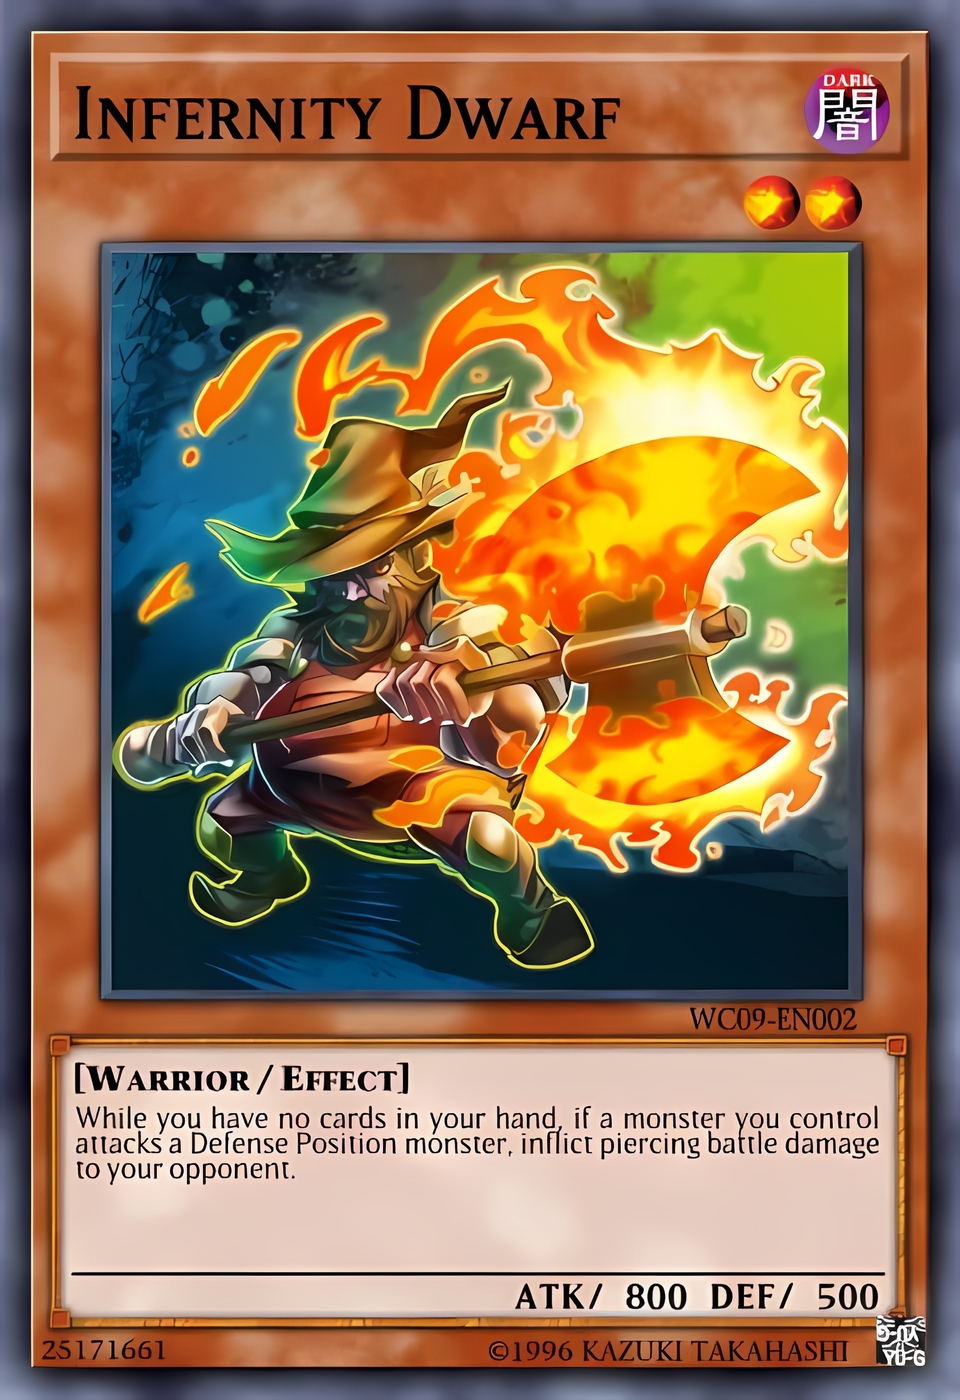 INFERNITY DWARF
DARK
闇
WC09-EN002
[WARRIOR / EFFECT]
While you have no cards in your hand, if a monster you control
attacks a Defense Position monster, inflict piercing battle damage
to your opponent.
ATK/ 800 DEF/ 500
25171661
©1996 KAZUKI TAKAHASHI